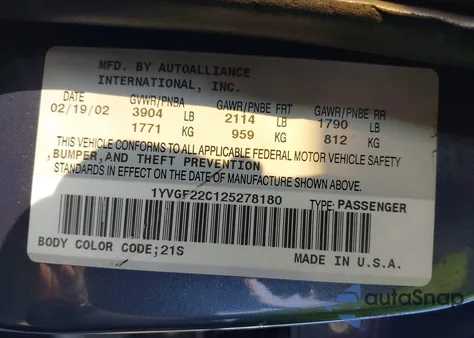 MFD. BY AUTOALLIANCE
INTERNATIONAL, INC.
DATE GVWR/PNBA GAWR/PNBE FRT GAWR/PNBE RR
02/19/02 3904 LB 2114 LB 1790 LB
1771 KG 959 KG 812 KG
THIS VEHICLE CONFORMS TO ALL APPLICABLE FEDERAL MOTOR VEHICLE SAFETY
,BUMPER,AND THEFT PREVENTION
STANDARDS IN EFFECT ON THE DATE OF MANUFACTURE SHOWN ABOVE.
1YVGF22C125278180 TYPE: PASSENGER
BODY COLOR CODE;21S MADE IN U.S.A.
autoSnap